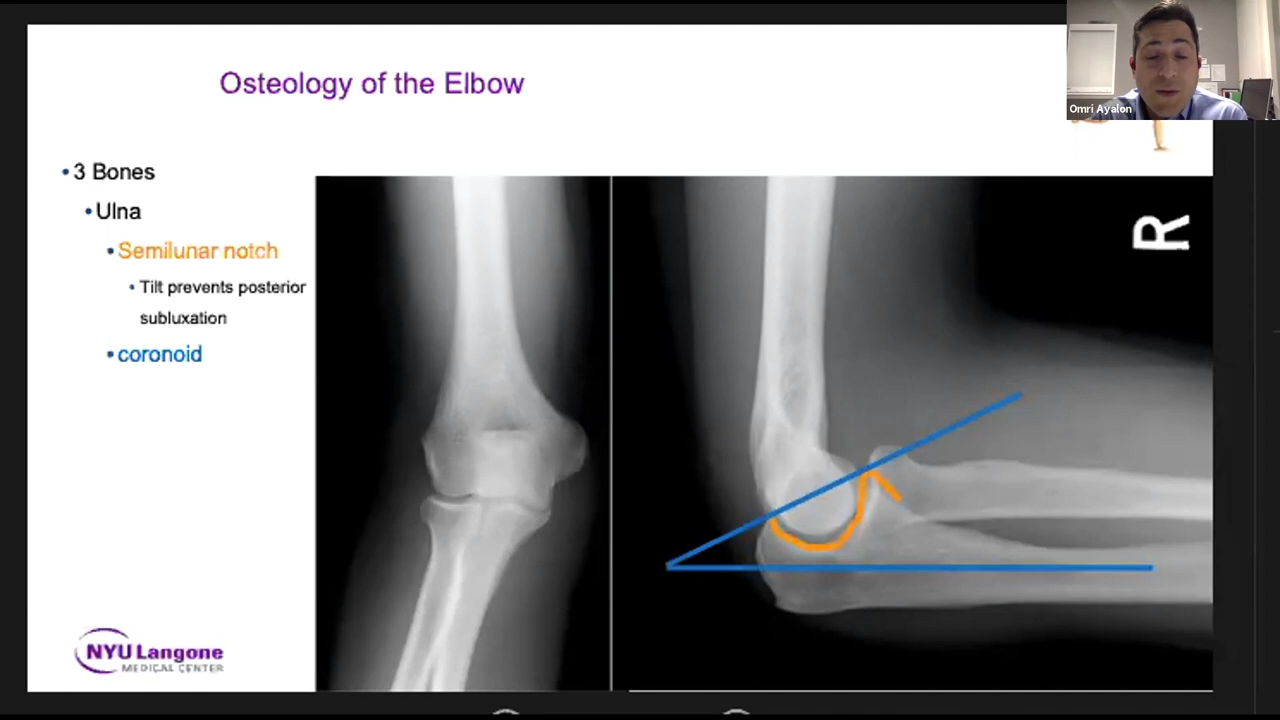 Osteology of the Elbow
Omri Ayalon
• 3 Bones
• Ulna
• Semilunar notch
• Tilt prevents posterior
subluxation
• coronoid
R
NYU Langone
MEDICAL CENTER